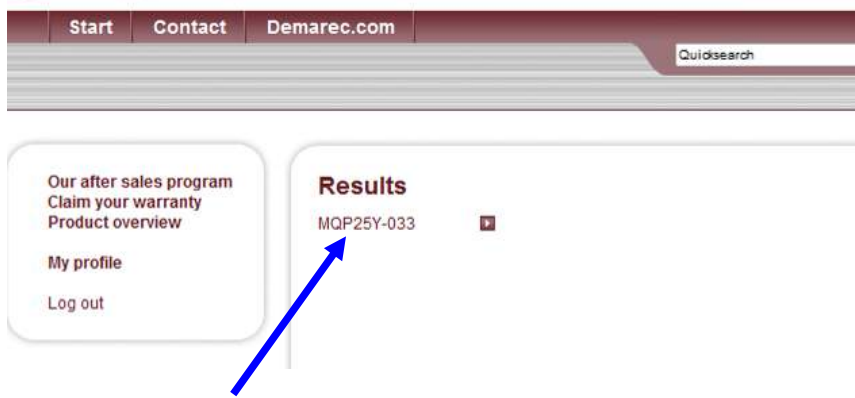 Start Contact Demarec.com
Quicksearch
Our after sales program
Claim your warranty
Product overview
My profile
Log out
Results
MQP25Y-033